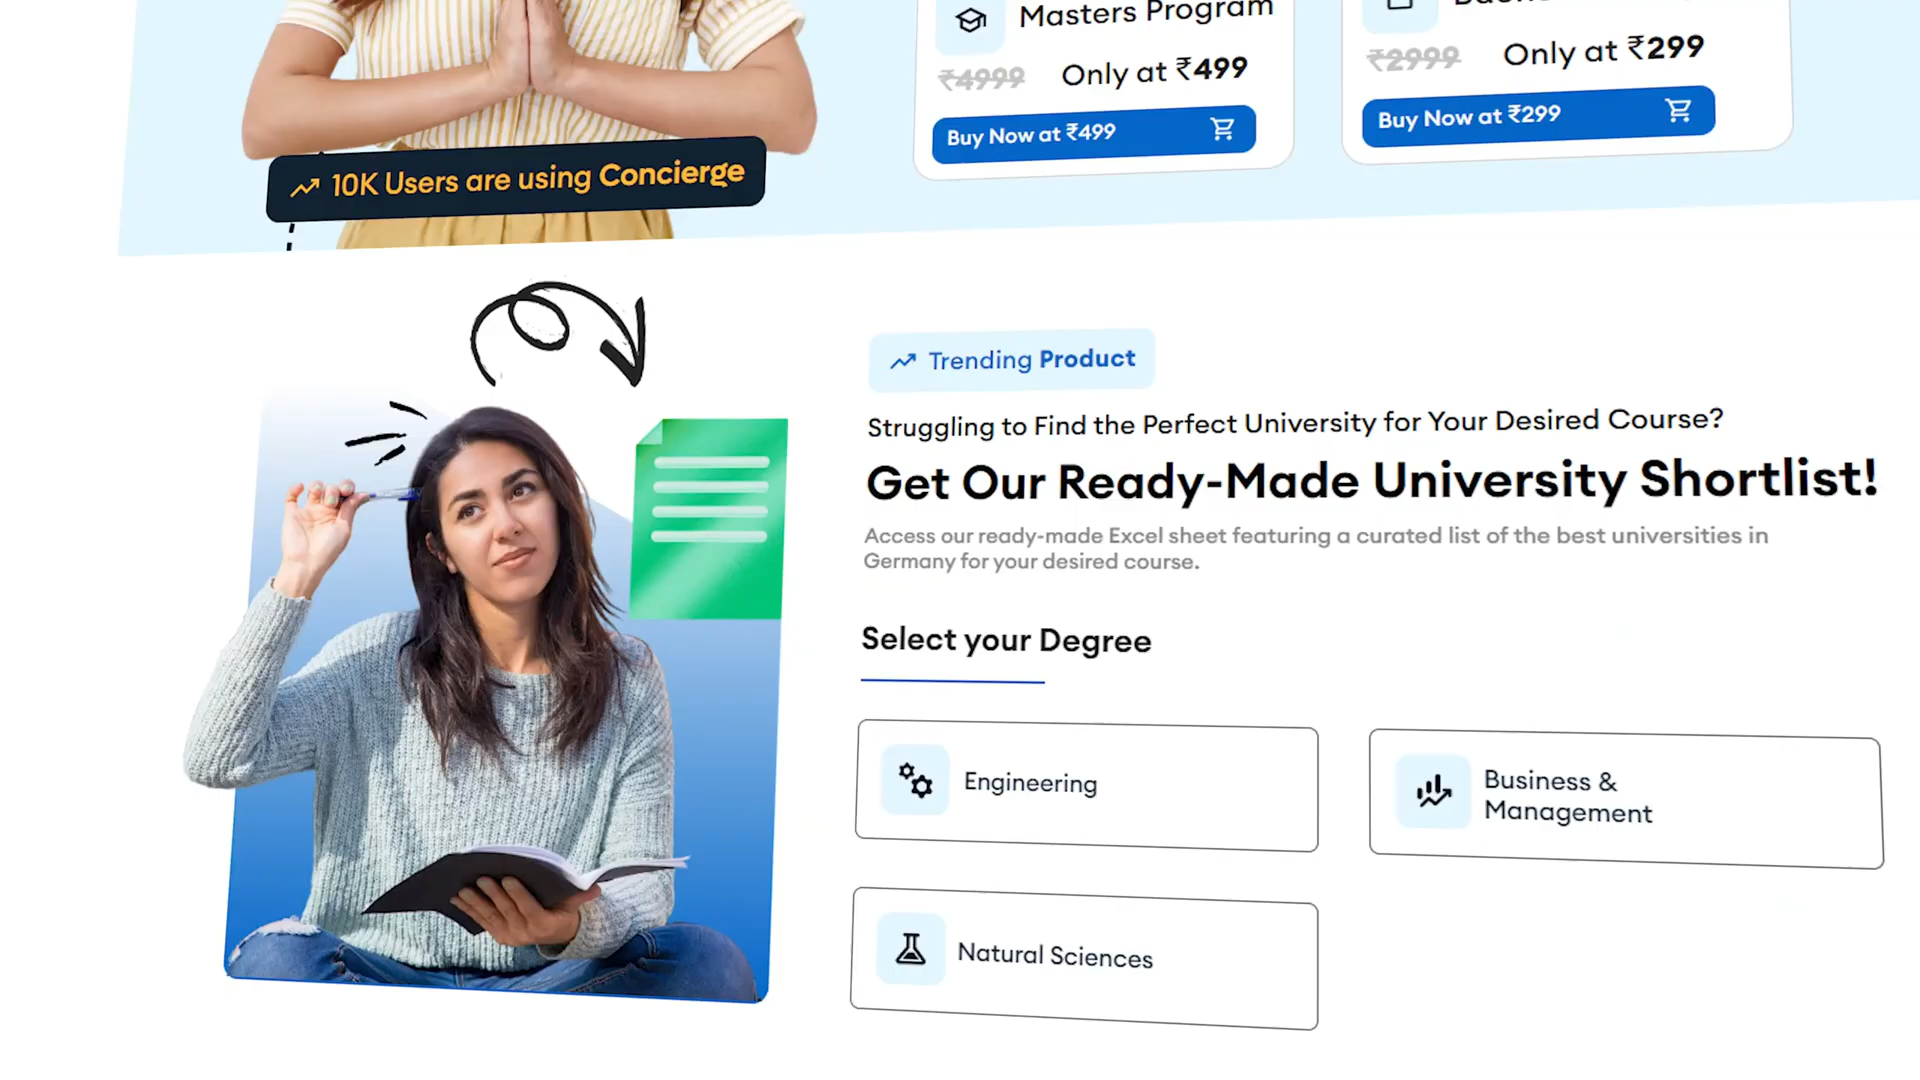 Masters Program
₹4999 Only at ₹499
Buy Now at ₹499
₹2999 Only at ₹299
Buy Now at ₹299
10K Users are using Concierge
Trending Product
Struggling to Find the Perfect University for Your Desired Course?
Get Our Ready-Made University Shortlist!
Access our ready-made Excel sheet featuring a curated list of the best universities in
Germany for your desired course.
Select your Degree
Engineering
Business &
Management
Natural Sciences